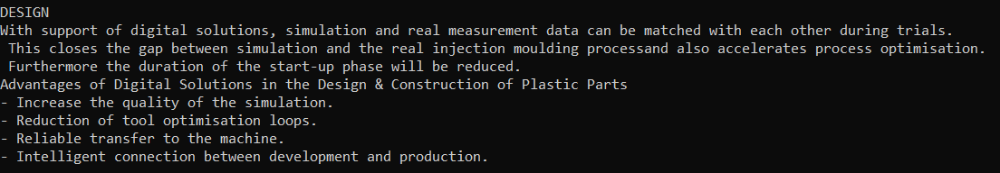 DESIGN
With support of digital solutions, simulation and real measurement data can be matched with each other during trials.
This closes the gap between simulation and the real injection moulding processand also accelerates process optimisation.
Furthermore the duration of the start-up phase will be reduced.
Advantages of Digital Solutions in the Design & Construction of Plastic Parts
- Increase the quality of the simulation.
- Reduction of tool optimisation loops.
- Reliable transfer to the machine.
- Intelligent connection between development and production.